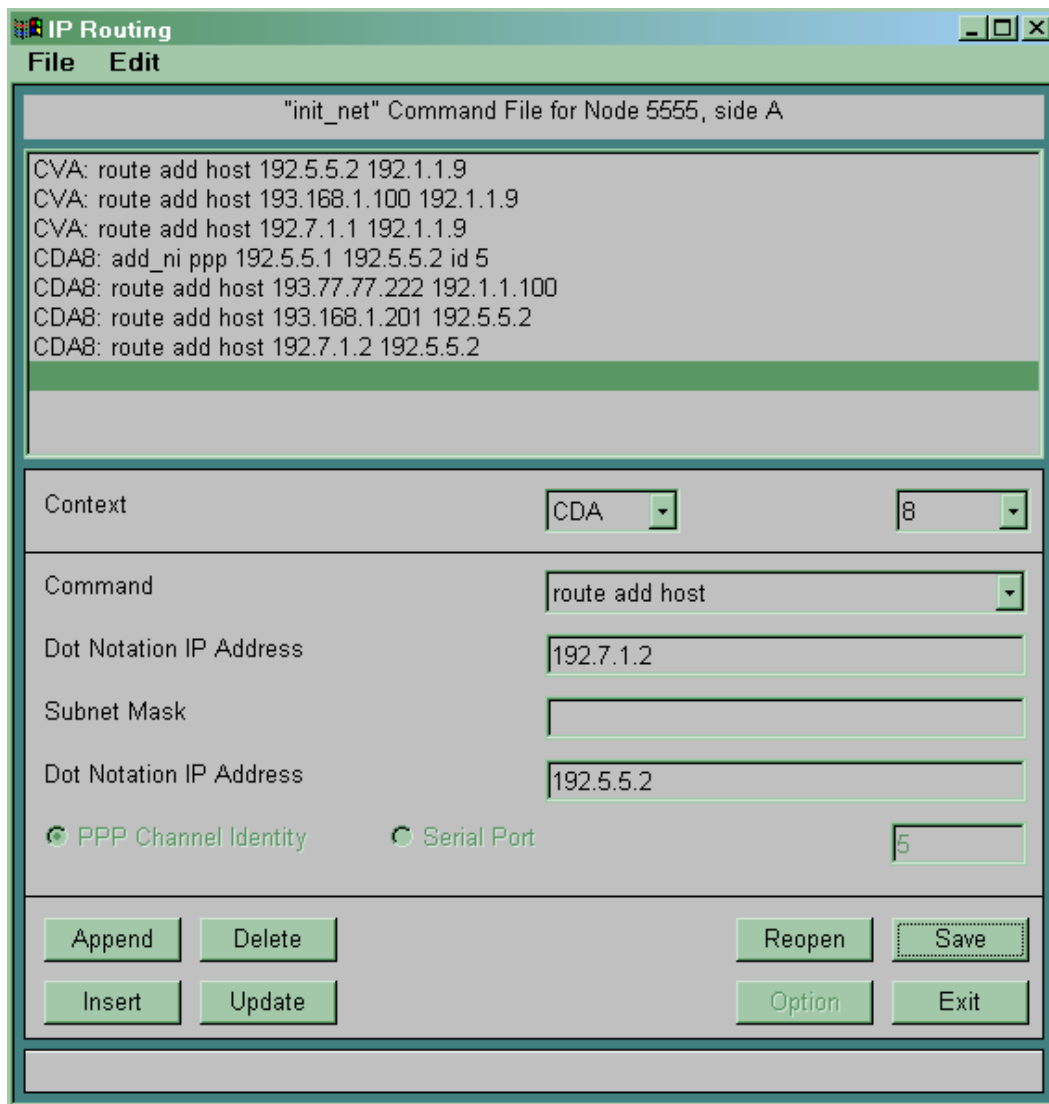 IP Routing
File Edit
"init_net" Command File for Node 5555, side A
CVA: route add host 192.5.5.2 192.1.1.9
CVA: route add host 193.168.1.100 192.1.1.9
CVA: route add host 192.7.1.1 192.1.1.9
CDA8: add_ni ppp 192.5.5.1 192.5.5.2 id 5
CDA8: route add host 193.77.77.222 192.1.1.100
CDA8: route add host 193.168.1.201 192.5.5.2
CDA8: route add host 192.7.1.2 192.5.5.2
Context CDA 8
Command route add host
Dot Notation IP Address 192.7.1.2
Subnet Mask
Dot Notation IP Address 192.5.5.2
PPP Channel Identity Serial Port 5
Append Delete Reopen Save
Insert Update Option Exit